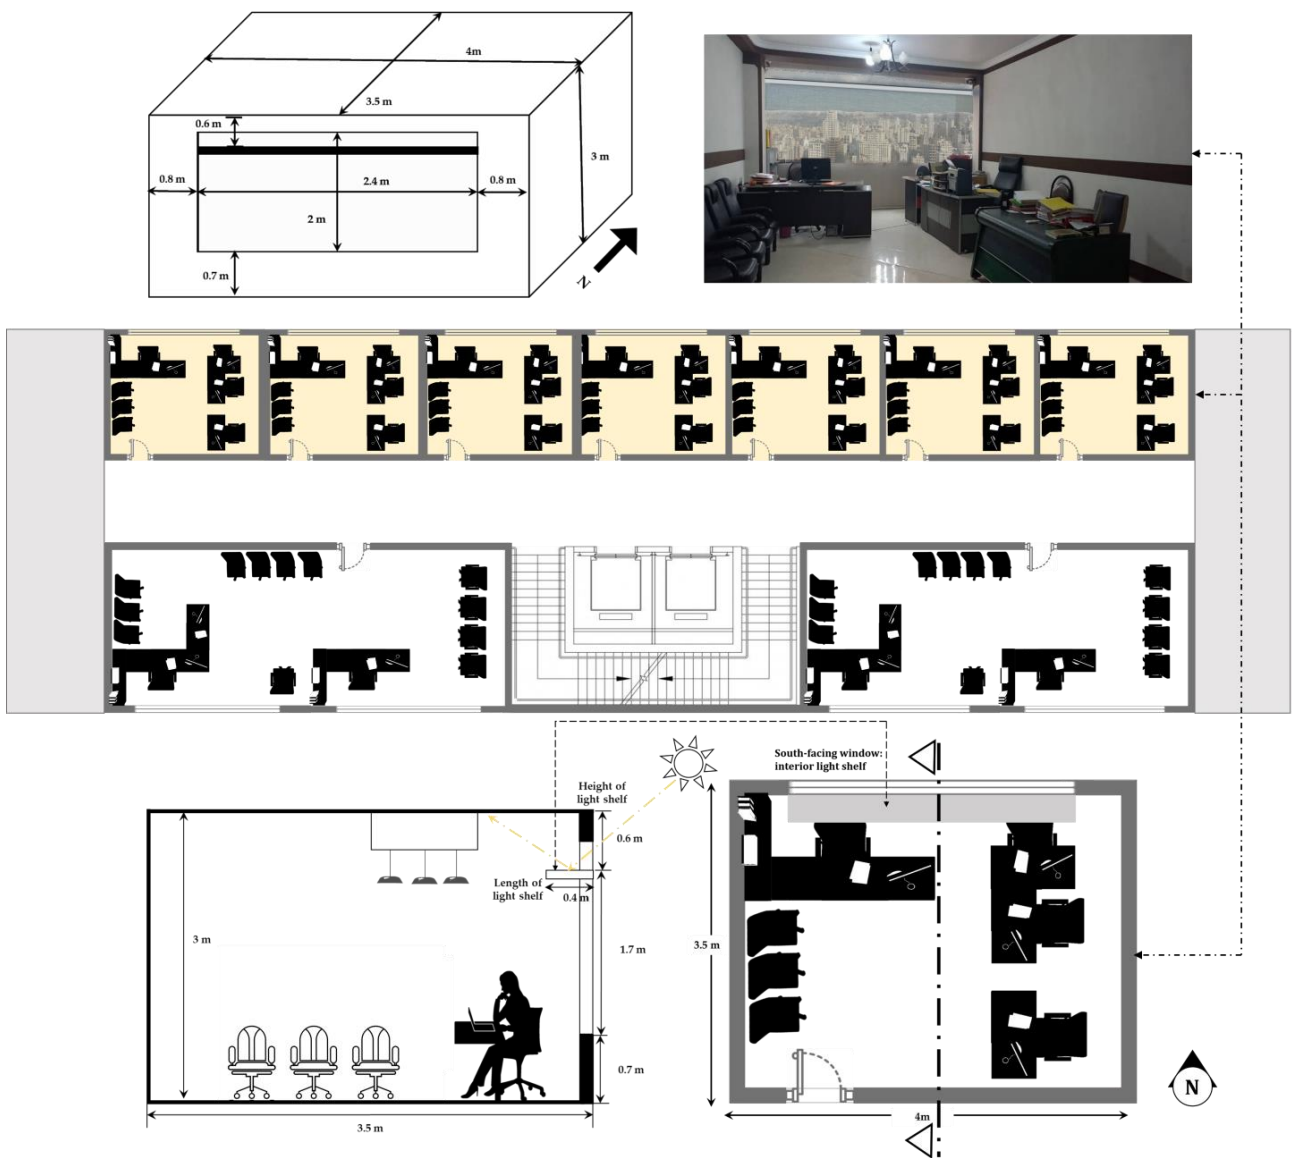 4m
3.5 m
0.6 m
3 m
0.8 m
2.4 m
0.8 m
2 m
0.7 m
N
South-facing window:
interior light shelf
Height of
light shelf
0.6 m
Length of
light shelf
0.4 m
3 m
1.7 m
3.5 m
0.7 m
N
3.5 m
4m